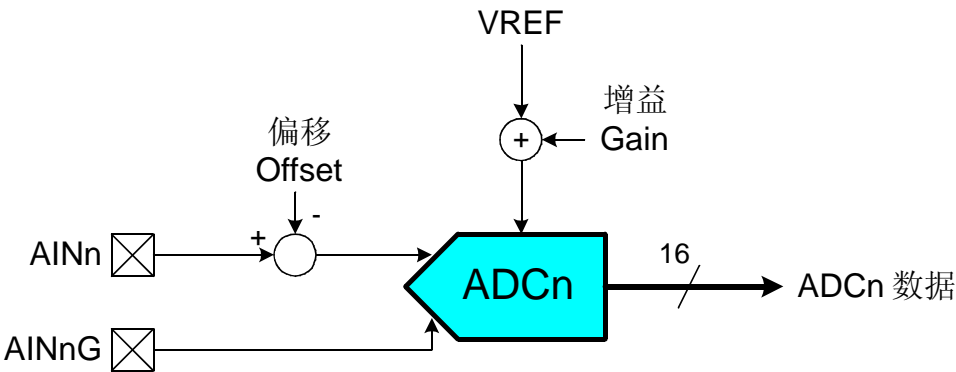 VREF
增益
Gain
+
偏移
Offset
-
+
AINn
ADCn
16
ADCn 数据
AINnG